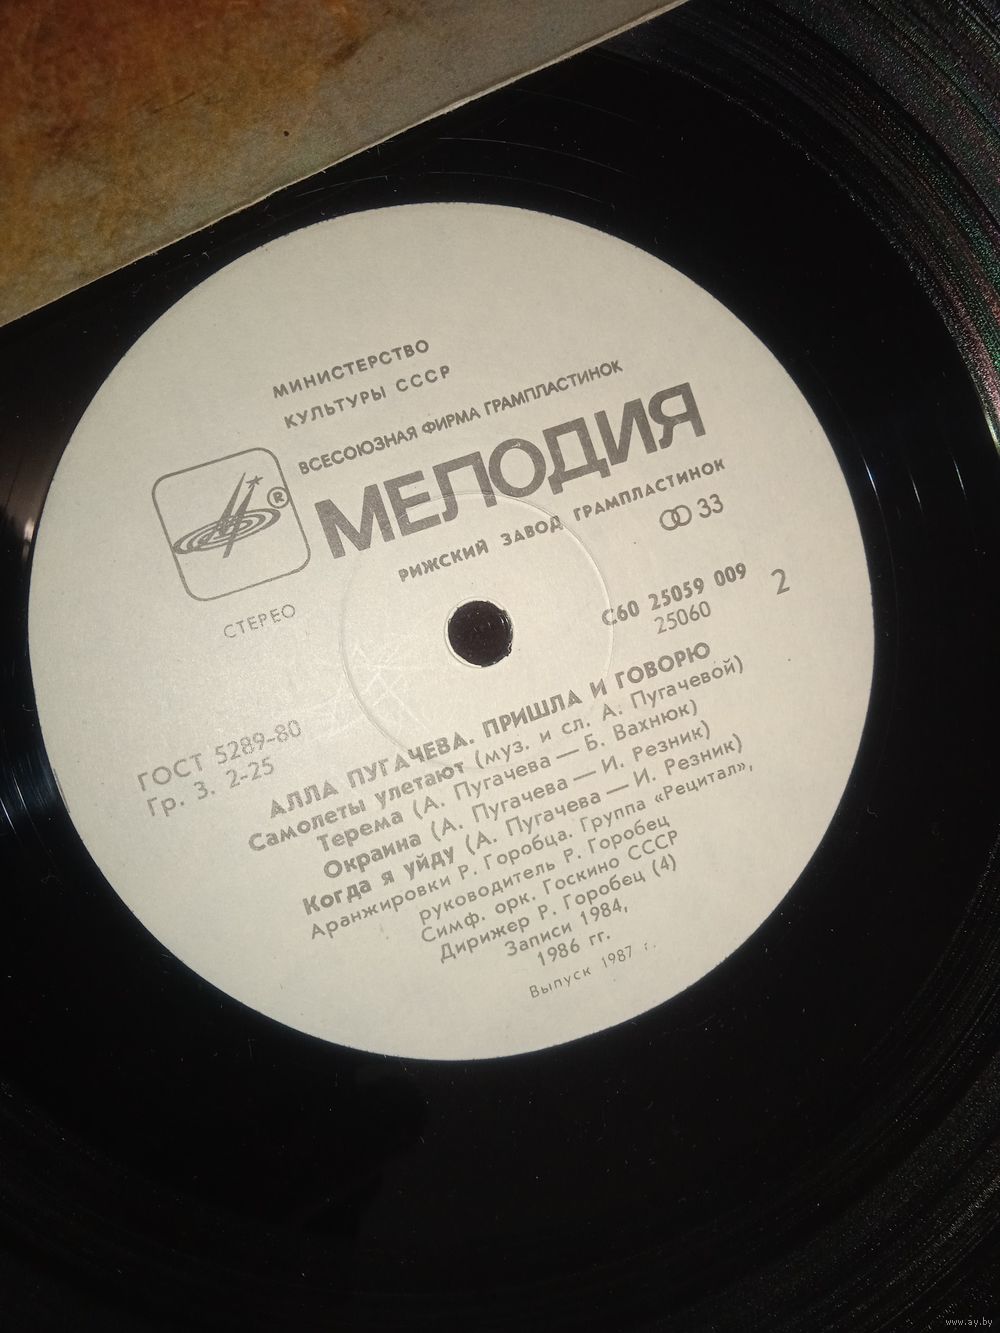 МИНИСТЕРСТВО
КУЛЬТУРЫ СССР
ВСЕСОЮЗНАЯ ФИРМА ГРАМПЛАСТИНОК
МЕЛОДИЯ
®
РИЖСКИЙ ЗАВОД ГРАМПЛАСТИНОК
33
СТЕРЕО
С60 25059 009
25060
2
ГОСТ 5289-80
Гр. 3. 2-25
АЛЛА ПУГАЧЕВА. ПРИШЛА И ГОВОРЮ
Самолеты улетают (муз. и сл. А. Пугачевой)
Терема (А. Пугачева — Б. Вахнюк)
Окраина (А. Пугачева — И. Резник)
Когда я уйду (А. Пугачева — И. Резник)
Аранжировки Р. Горобца. Группа «Рецитал»,
руководитель Р. Горобец
Симф. орк. Госкино СССР
Дирижер Р. Горобец (4)
Записи 1984,
1986 гг.
Выпуск 1987 г.
www.ay.by